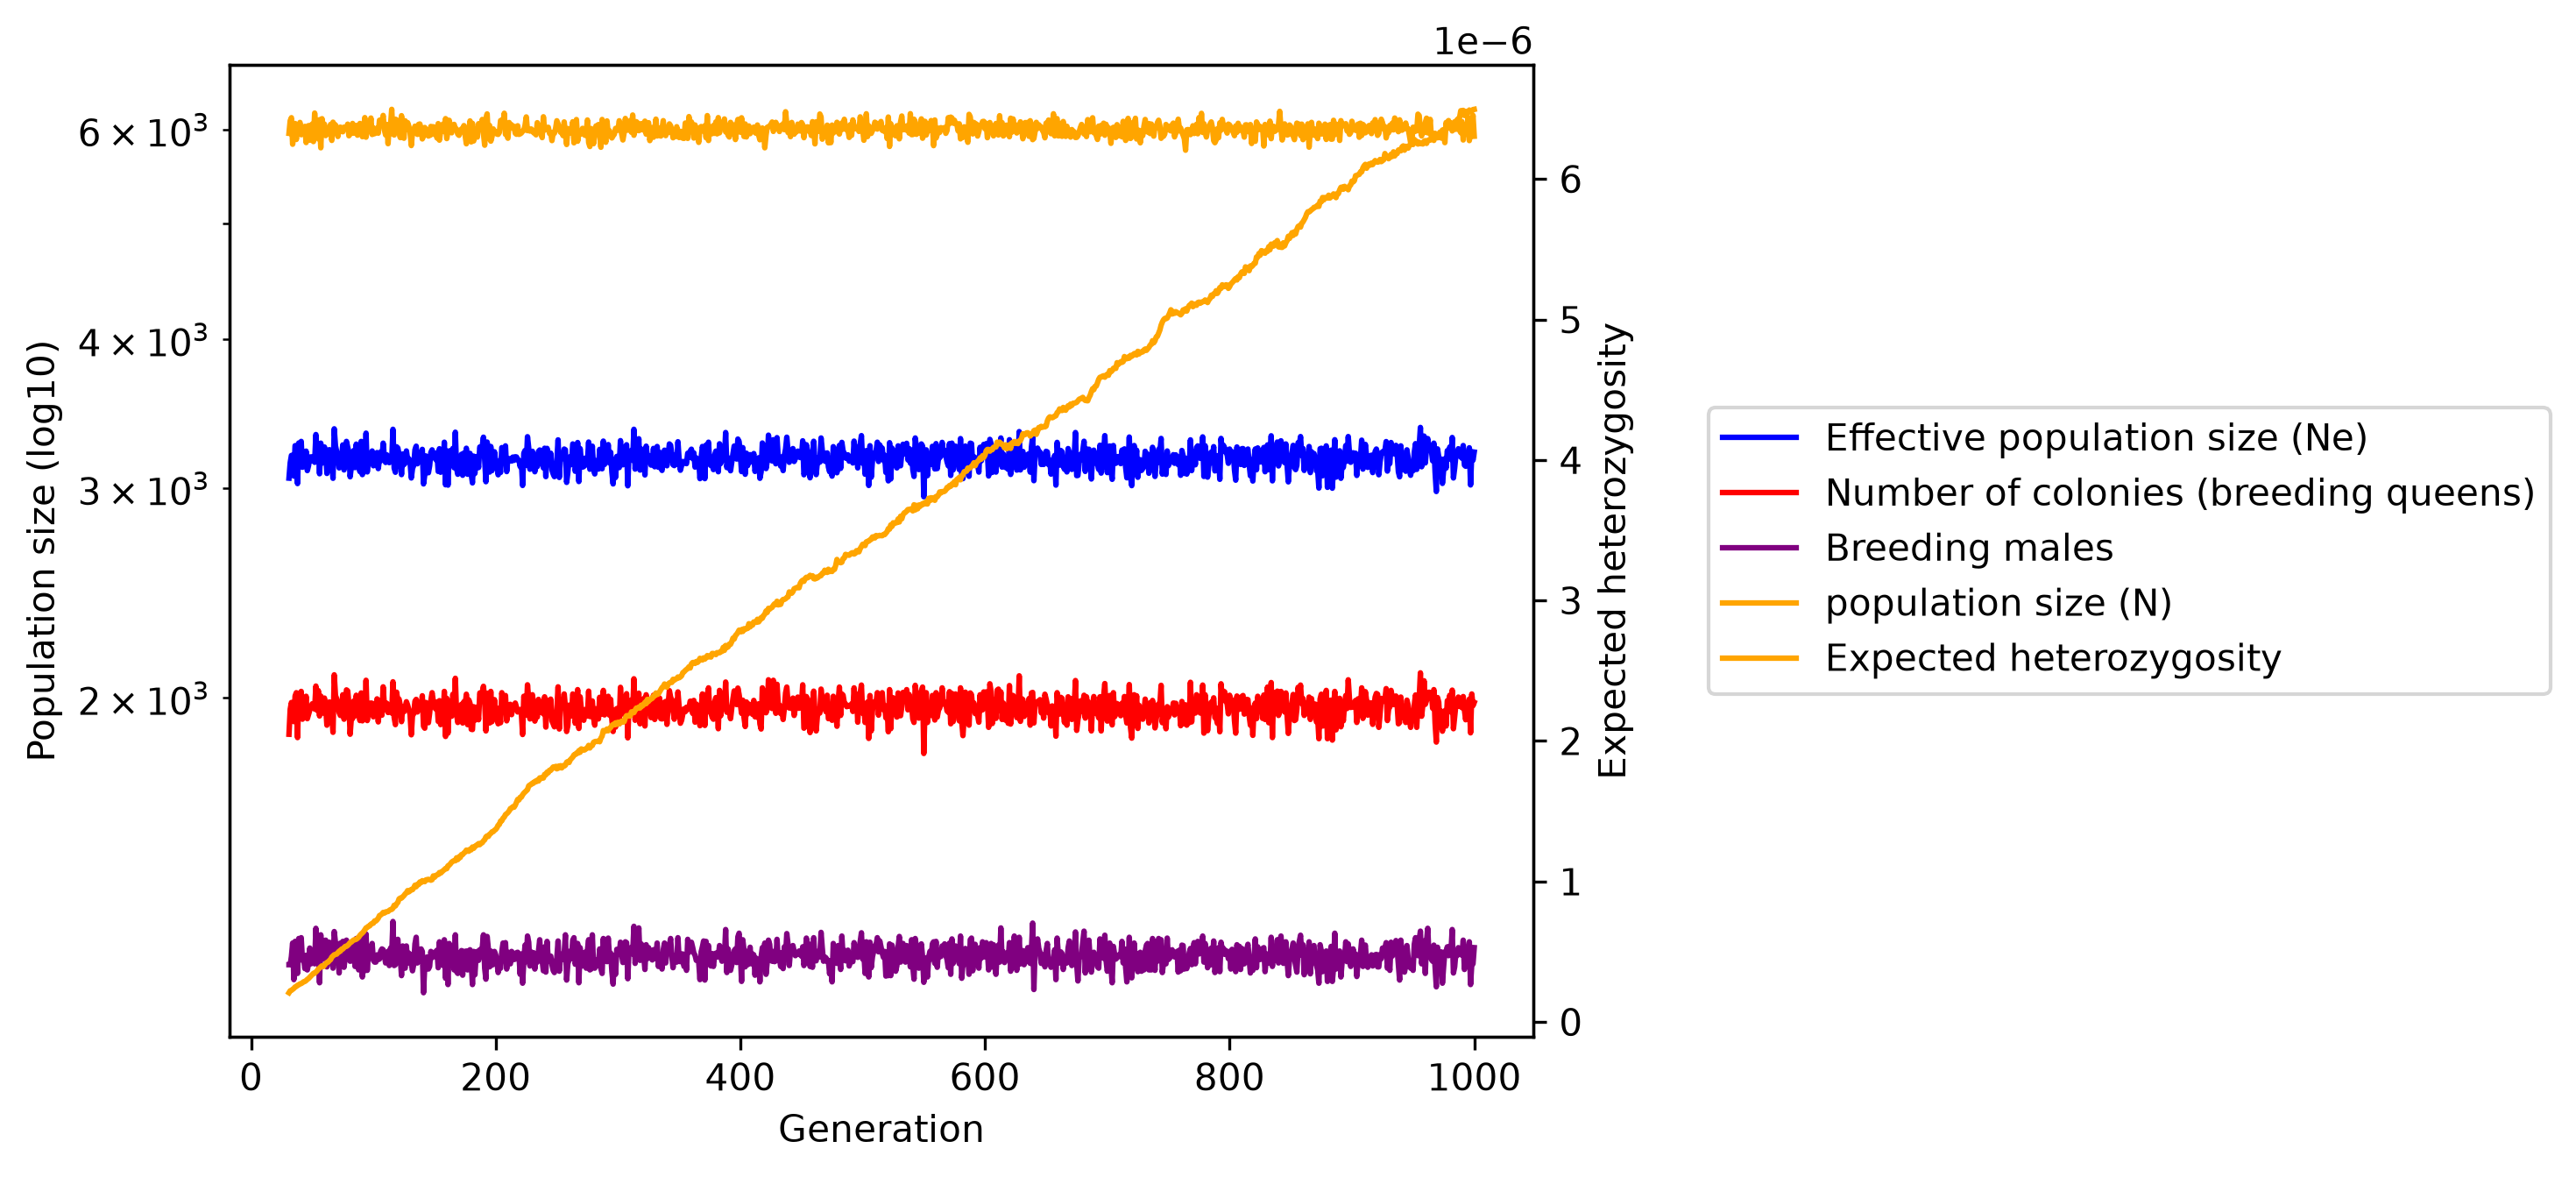 1e−6
6 × 10³
4 × 10³
3 × 10³
2 × 10³
Population size (log10)
6
5
4
3
2
1
0
Expected heterozygosity
0 200 400 600 800 1000
Generation
Effective population size (Ne)
Number of colonies (breeding queens)
Breeding males
population size (N)
Expected heterozygosity